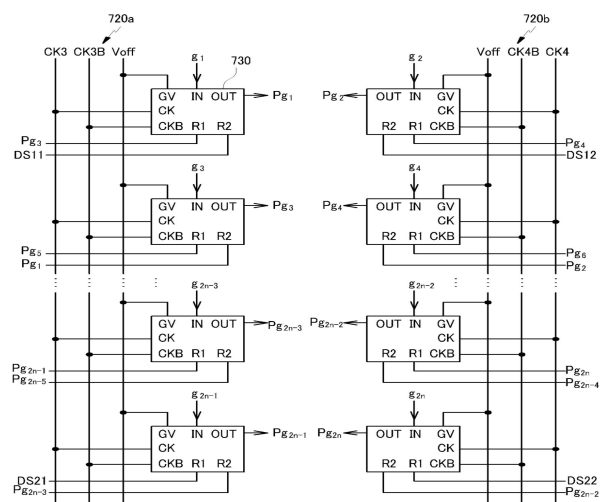 720a 720b
CK3 CK3B Voff g1 730 g2 Voff CK4B CK4
GV IN OUT Pg1 Pg2 OUT IN GV
CK CK
CKB R1 R2 R2 R1 CKB
Pg3 Pg4
DS11 DS12
g3 g4
GV IN OUT Pg3 Pg4 OUT IN GV
CK CK
CKB R1 R2 R2 R1 CKB
Pg5 Pg6
Pg1 Pg2
g2n-3 g2n-2
GV IN OUT Pg2n-3 Pg2n-2 OUT IN GV
CK CK
CKB R1 R2 R2 R1 CKB
Pg2n-1 Pg2n
Pg2n-5 Pg2n-4
g2n-1 g2n
GV IN OUT Pg2n-1 Pg2n OUT IN GV
CK CK
CKB R1 R2 R2 R1 CKB
DS21 DS22
Pg2n-3 Pg2n-2